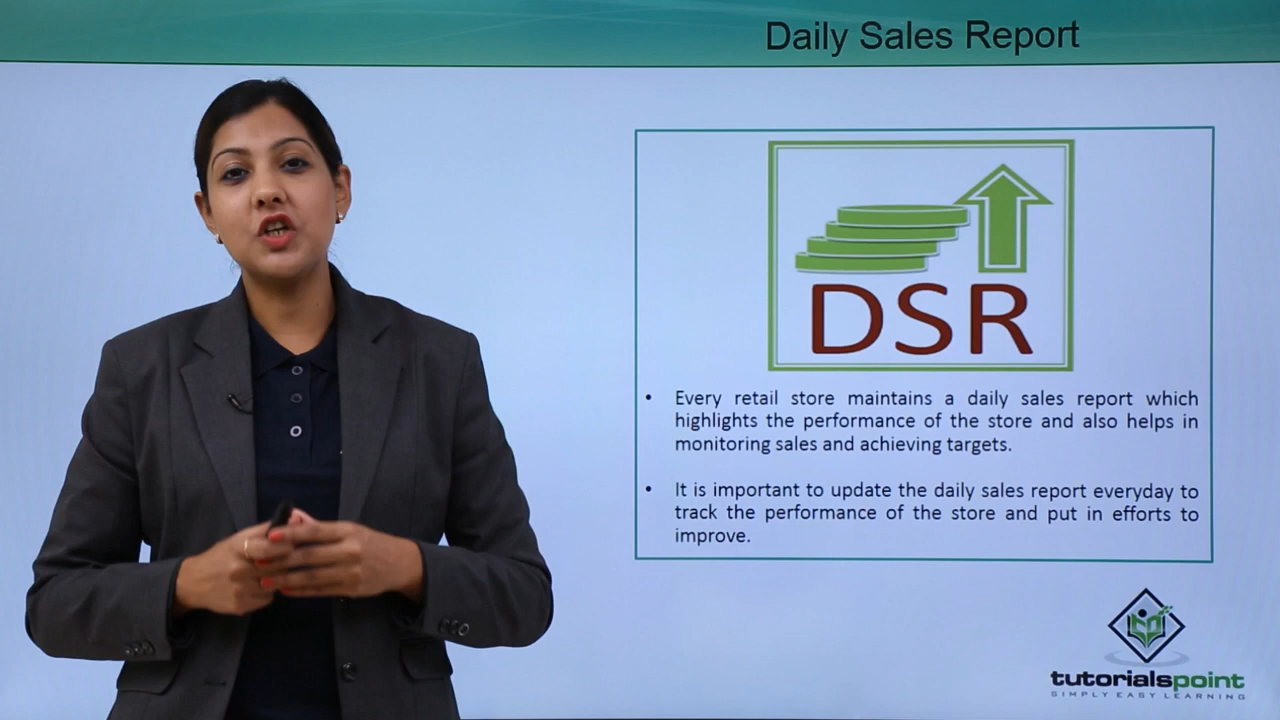 Daily Sales Report
DSR
• Every retail store maintains a daily sales report which
highlights the performance of the store and also helps in
monitoring sales and achieving targets.
• It is important to update the daily sales report everyday to
track the performance of the store and put in efforts to
improve.
tutorialspoint
SIMPLY EASY LEARNING